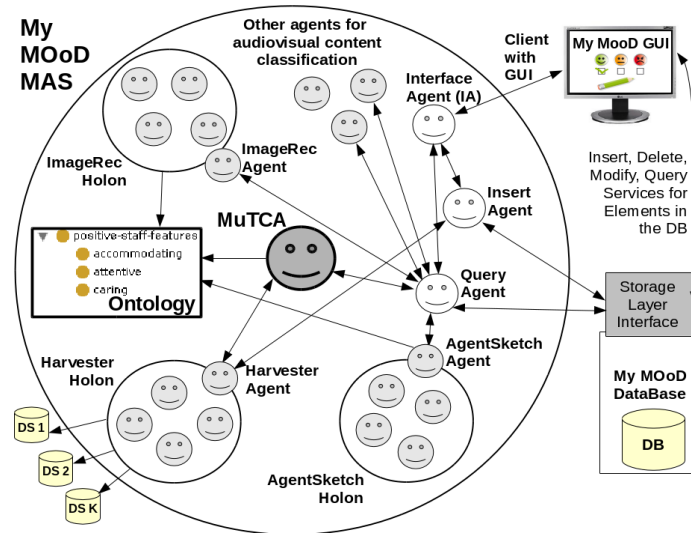 My
MOoD
MAS
Other agents for
audiovisual content
classification
Client
with
GUI
My MooD GUI
Interface
Agent (IA)
ImageRec
Holon
ImageRec
Agent
Insert, Delete,
Modify, Query
Services for
Elements in
the DB
Insert
Agent
MuTCA
positive-staff-features
accommodating
attentive
caring
Ontology
Query
Agent
Storage
Layer
Interface
Harvester
Holon
Harvester
Agent
AgentSketch
Agent
My MOoD
DataBase
DB
DS 1
DS 2
DS K
AgentSketch
Holon